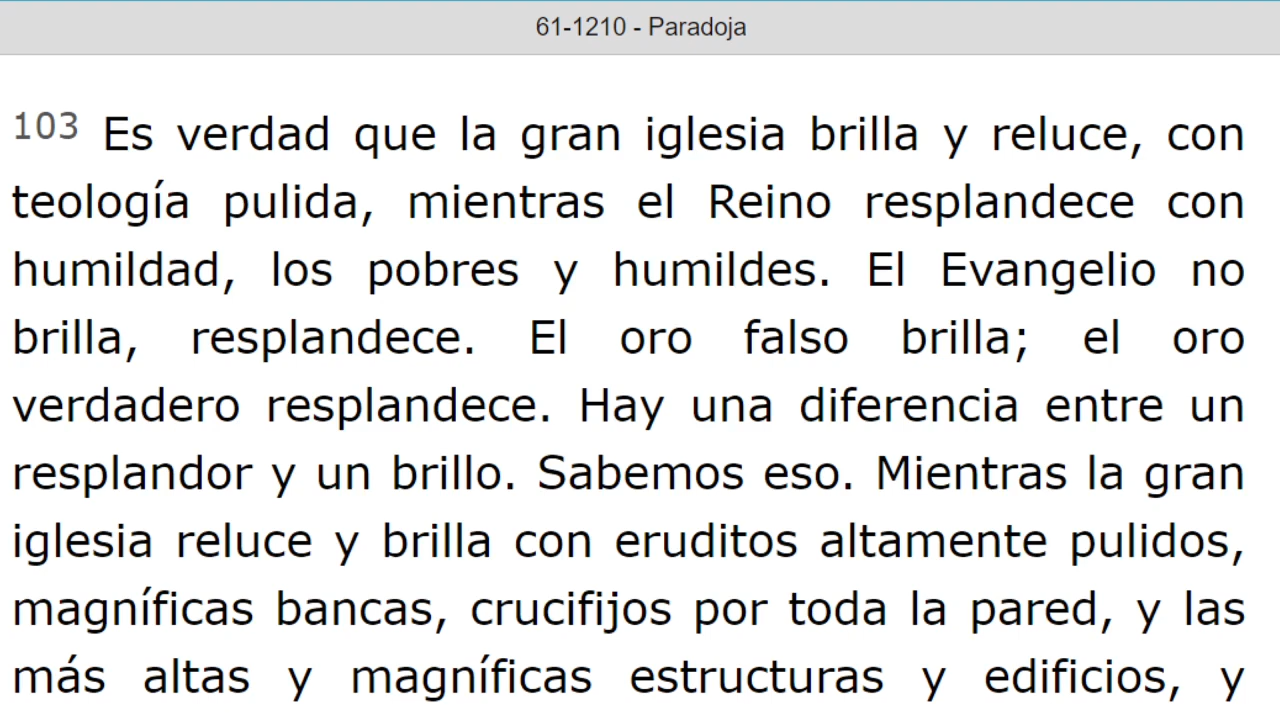 61-1210 - Paradoja
103 Es verdad que la gran iglesia brilla y reluce, con
teología pulida, mientras el Reino resplandece con
humildad, los pobres y humildes. El Evangelio no
brilla, resplandece. El oro falso brilla; el oro
verdadero resplandece. Hay una diferencia entre un
resplandor y un brillo. Sabemos eso. Mientras la gran
iglesia reluce y brilla con eruditos altamente pulidos,
magníficas bancas, crucifijos por toda la pared, y las
más altas y magníficas estructuras y edificios, y